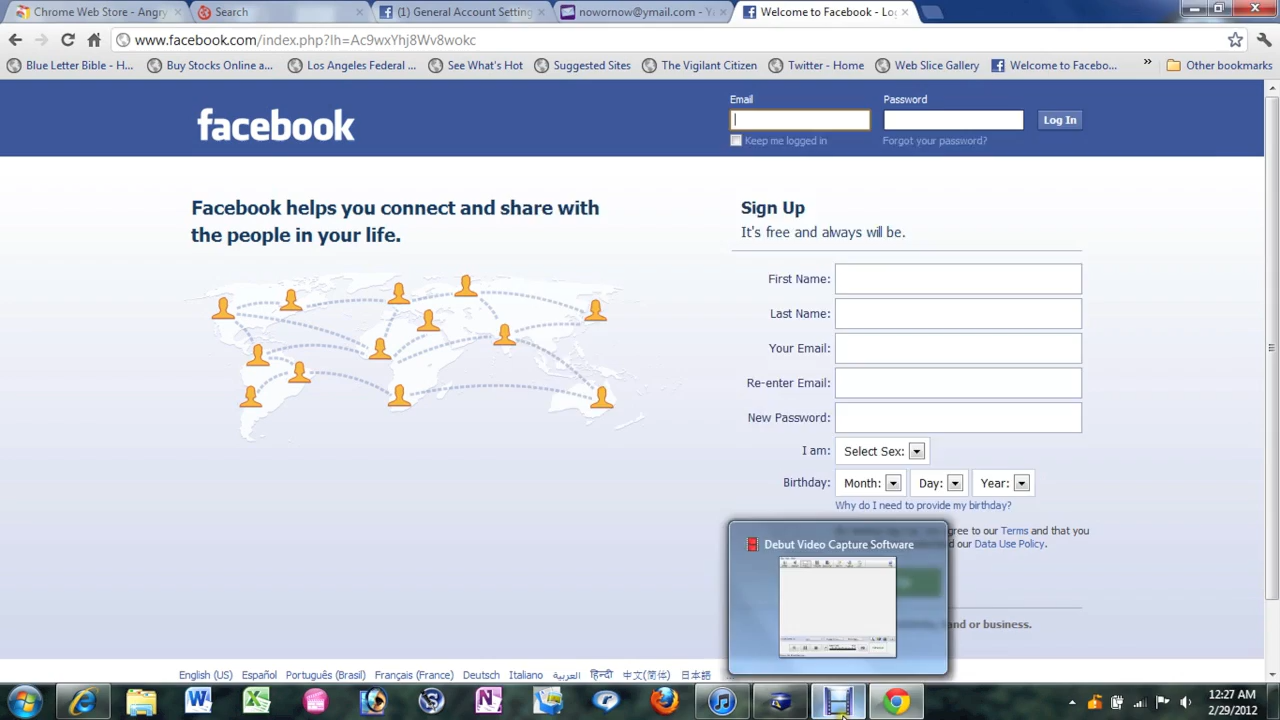 Chrome Web Store - Angry
Search
(1) General Account Setting
nowornow@ymail.com - Y
Welcome to Facebook - Lo
www.facebook.com/index.php?lh=Ac9wxYhj8Wv8wokc
Blue Letter Bible - H...
Buy Stocks Online a...
Los Angeles Federal ...
See What's Hot
Suggested Sites
The Vigilant Citizen
Twitter - Home
Web Slice Gallery
Welcome to Facebo...
»
Other bookmarks
facebook
Email
Password
Log In
Keep me logged in
Forgot your password?
Facebook helps you connect and share with
the people in your life.
Sign Up
It's free and always will be.
First Name:
Last Name:
Your Email:
Re-enter Email:
New Password:
I am: Select Sex:
Birthday: Month: Day: Year:
Why do I need to provide my birthday?
gree to our Terms and that you
our Data Use Policy.
Debut Video Capture Software
nd or business.
English (US) Español Português (Brasil) Français (France) Deutsch Italiano العربية हिन्दी 中文(简体) 日本語
12:27 AM
2/29/2012